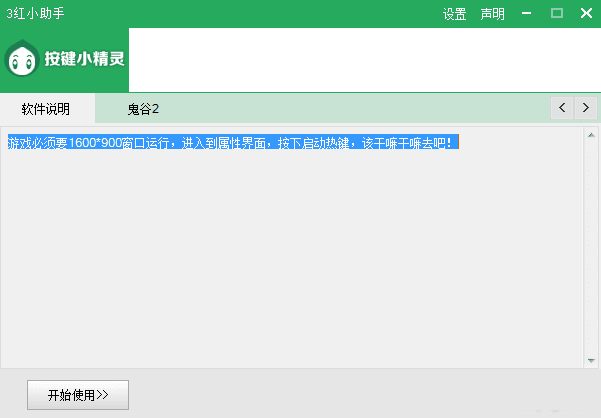 3红小助手
设置 声明
按键小精灵
软件说明 鬼谷2
游戏必须要1600*900窗口运行，进入到属性界面，按下启动热键，该干嘛干嘛去吧！
开始使用>>